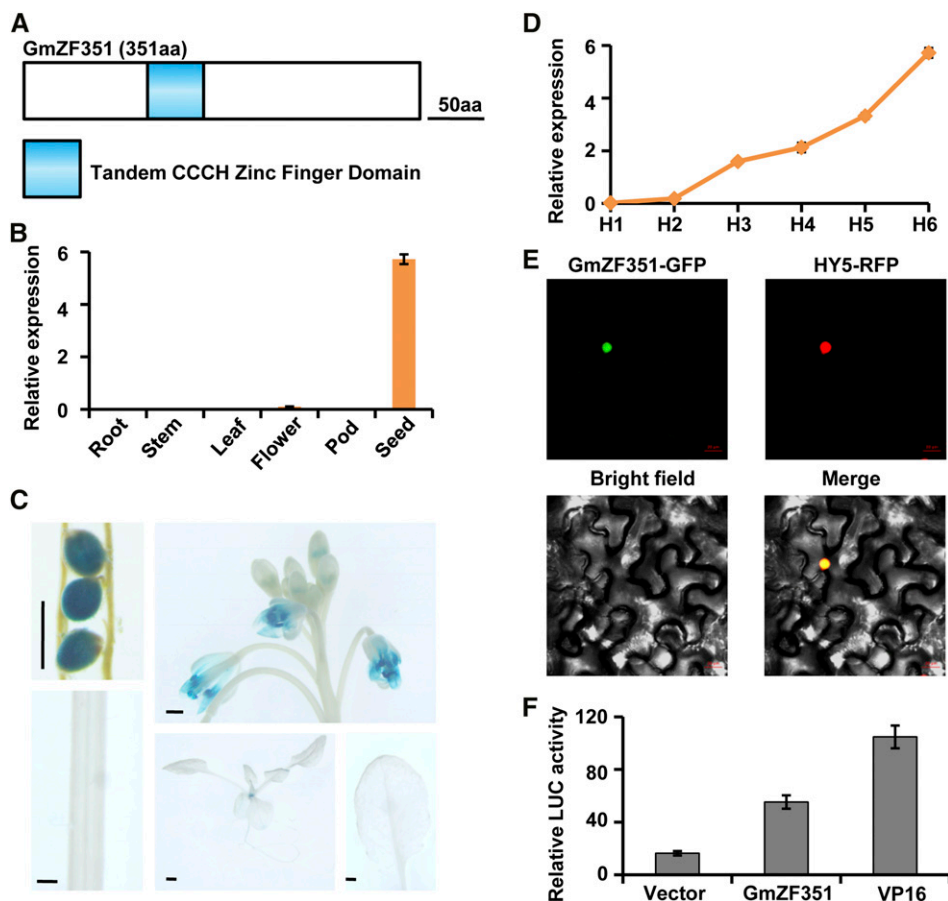 A
GmZF351 (351aa)
50aa
Tandem CCCH Zinc Finger Domain
B
Relative expression
6
4
2
0
Root
Stem
Leaf
Flower
Pod
Seed
C
D
Relative expression
6
4
2
0
H1
H2
H3
H4
H5
H6
E
GmZF351-GFP
HY5-RFP
Bright field
Merge
F
Relative LUC activity
120
80
40
0
Vector
GmZF351
VP16